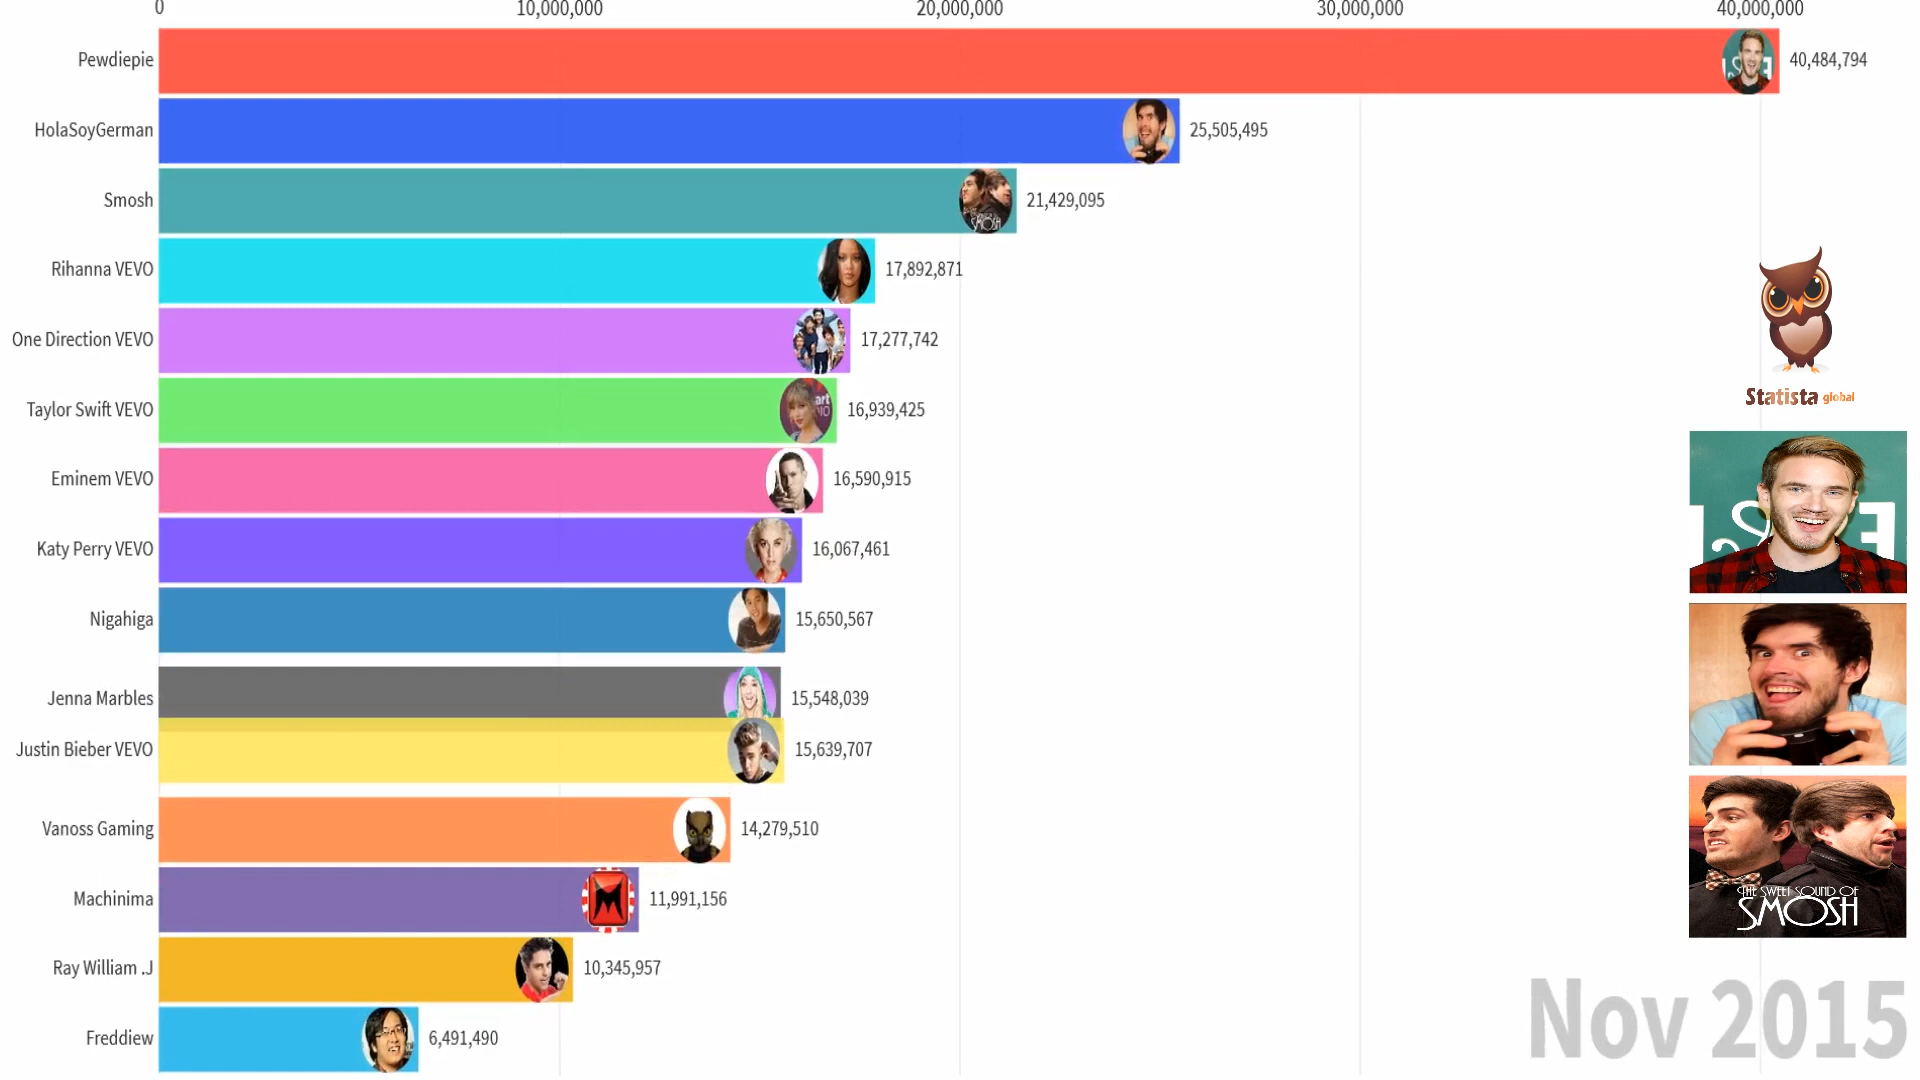 0 10,000,000 20,000,000 30,000,000 40,000,000
Pewdiepie 40,484,794
HolaSoyGerman 25,505,495
Smosh 21,429,095
Rihanna VEVO 17,892,871
One Direction VEVO 17,277,742
Taylor Swift VEVO 16,939,425
Eminem VEVO 16,590,915
Katy Perry VEVO 16,067,461
Nigahiga 15,650,567
Jenna Marbles 15,548,039
Justin Bieber VEVO 15,639,707
Vanoss Gaming 14,279,510
Machinima 11,991,156
Ray William .J 10,345,957
Freddiew 6,491,490
Statista global
THE SWEET SOUND OF
SMOSH
Nov 2015